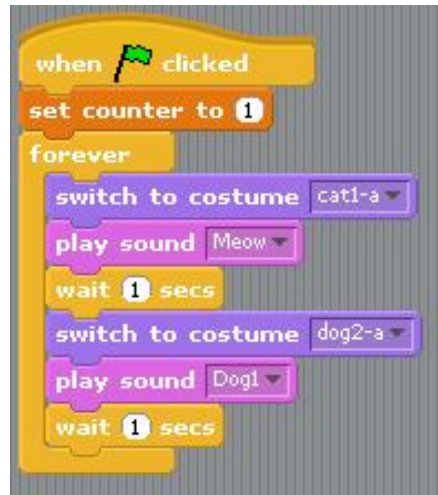 when clicked
set counter to 1
forever
switch to costume cat1-a
play sound Meow
wait 1 secs
switch to costume dog2-a
play sound Dog1
wait 1 secs